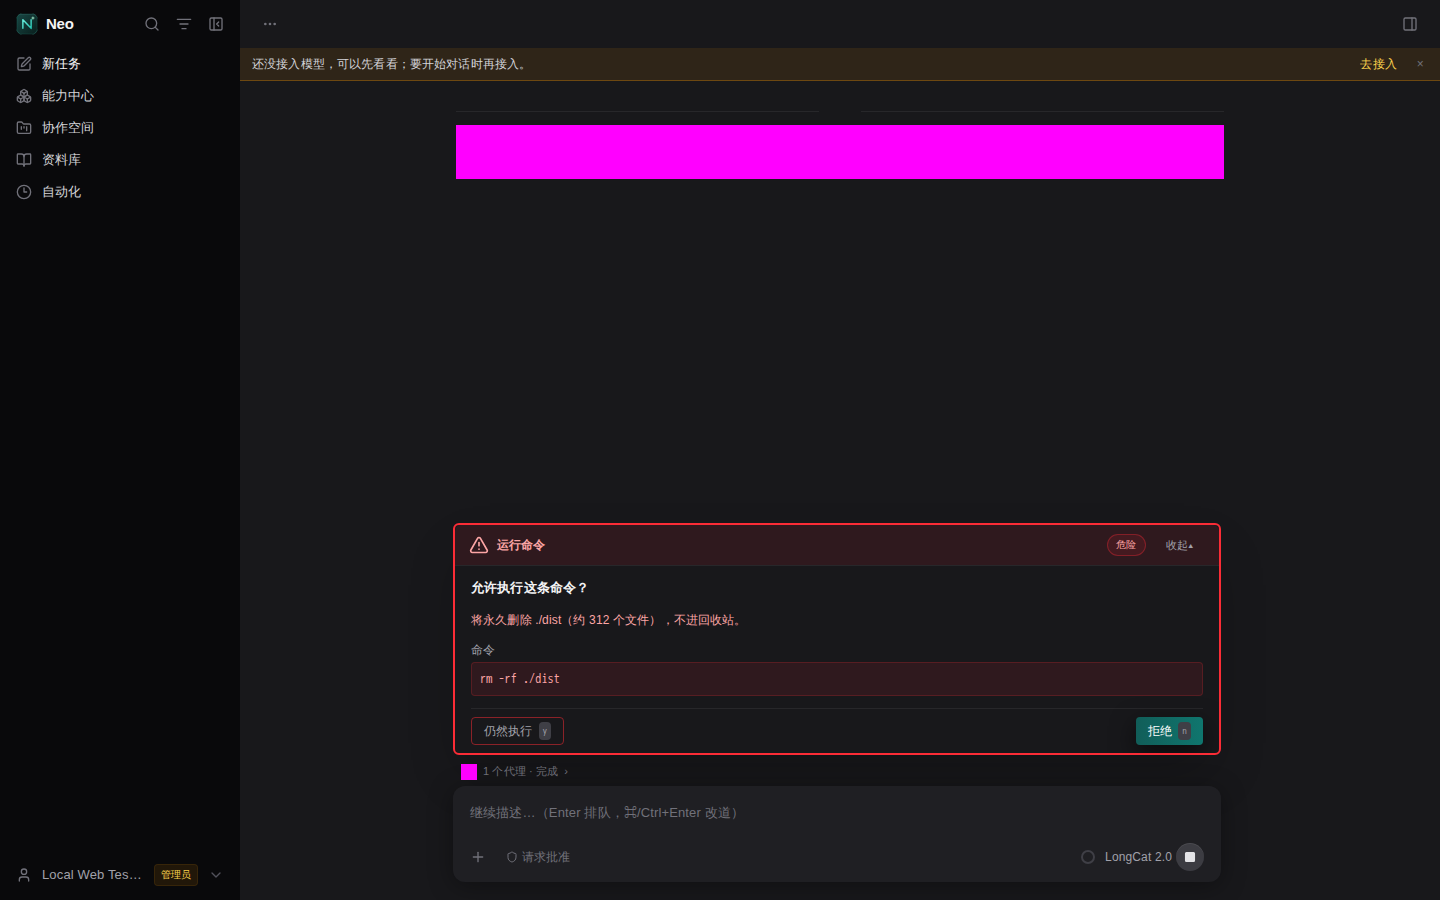 Neo
新任务
能力中心
协作空间
资料库
自动化
还没接入模型，可以先看看；要开始对话时再接入。
去接入 ×
运行命令
危险
收起▴
允许执行这条命令？
将永久删除 ./dist（约 312 个文件），不进回收站。
命令
rm -rf ./dist
仍然执行 y
拒绝 n
1 个代理 · 完成 ›
继续描述…（Enter 排队，⌘/Ctrl+Enter 改道）
请求批准
LongCat 2.0
Local Web Tes…
管理员